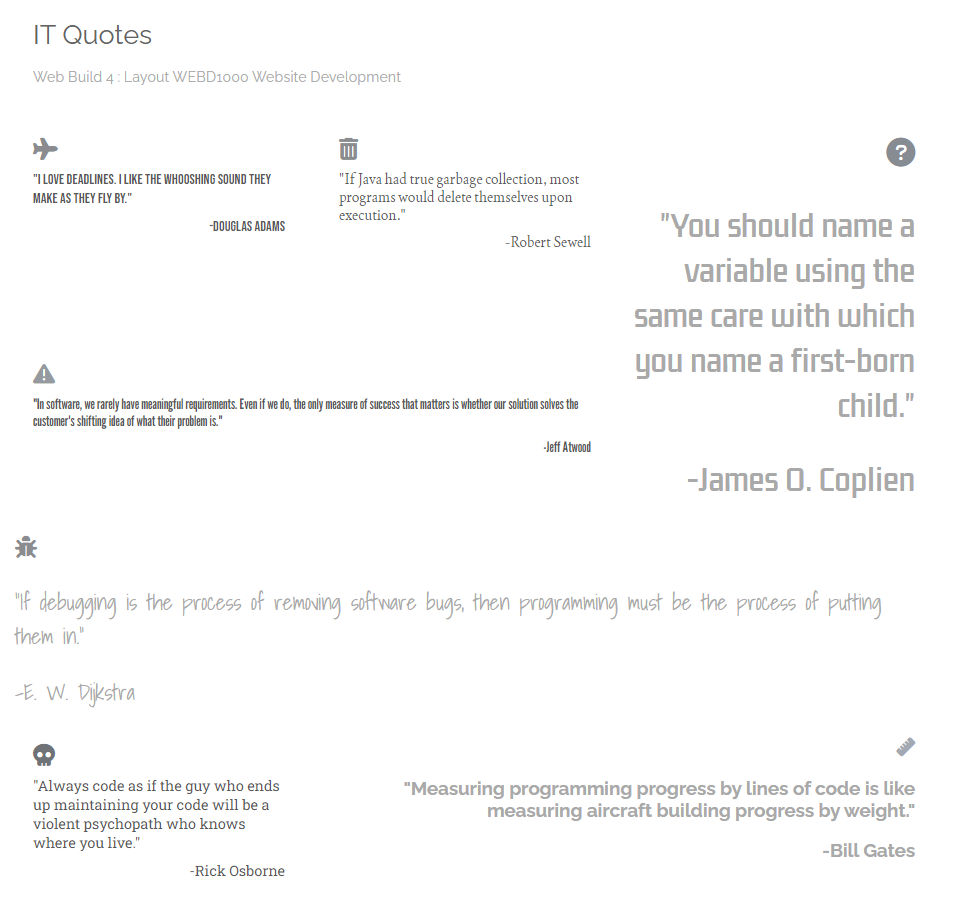 IT Quotes
Web Build 4 : Layout WEBD1000 Website Development
"I LOVE DEADLINES. I LIKE THE WHOOSHING SOUND THEY
MAKE AS THEY FLY BY."
-DOUGLAS ADAMS
"If Java had true garbage collection, most
programs would delete themselves upon
execution."
-Robert Sewell
"You should name a
variable using the
same care with which
you name a first-born
child."
-James O. Coplien
"In software, we rarely have meaningful requirements. Even if we do, the only measure of success that matters is whether our solution solves the
customer's shifting idea of what their problem is."
-Jeff Atwood
"If debugging is the process of removing software bugs, then programming must be the process of putting
them in."
-E. W. Dijkstra
"Always code as if the guy who ends
up maintaining your code will be a
violent psychopath who knows
where you live."
-Rick Osborne
"Measuring programming progress by lines of code is like
measuring aircraft building progress by weight."
-Bill Gates